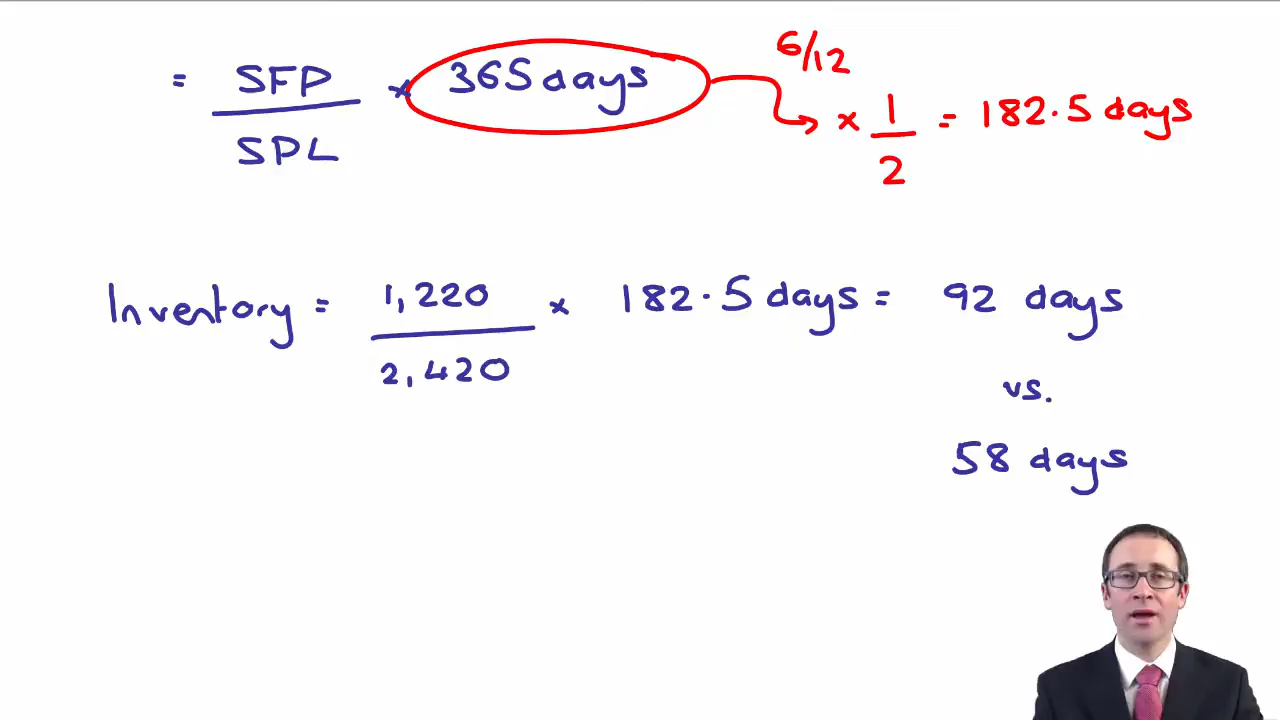 = SFP / SPL × 365 days → 6/12 × 1/2 = 182.5 days
Inventory = 1,220 / 2,420 × 182.5 days = 92 days
vs.
58 days